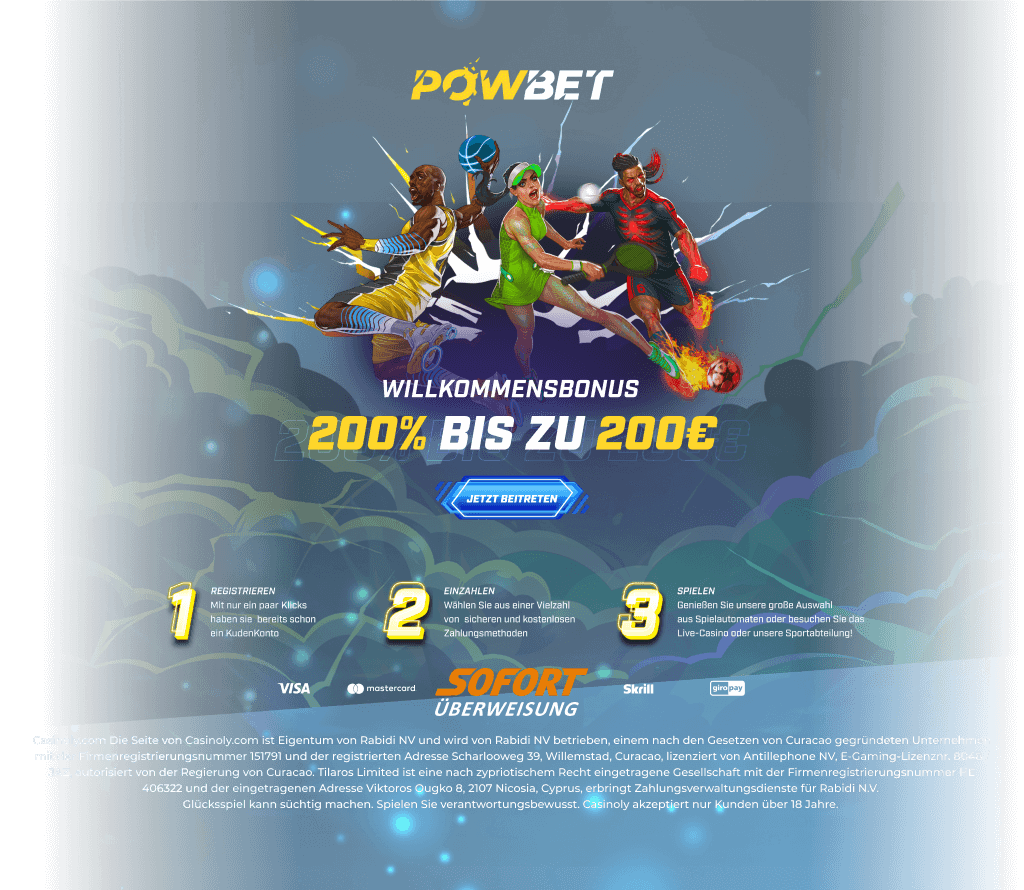 POWBET
WILLKOMMENSBONUS
200% BIS ZU 200€
JETZT BEITRETEN
1
REGISTRIEREN
Mit nur ein paar Klicks
haben sie bereits schon
ein KudenKonto
2
EINZAHLEN
Wählen Sie aus einer Vielzahl
von sicheren und kostenlosen
Zahlungsmethoden
3
SPIELEN
Genießen Sie unsere große Auswahl
aus Spielautomaten oder besuchen Sie das
Live-Casino oder unsere Sportabteilung!
VISA
mastercard
SOFORT
ÜBERWEISUNG
Skrill
giropay
Die Seite von Casinoly.com ist Eigentum von Rabidi NV und wird von Rabidi NV betrieben, einem nach den Gesetzen von Curacao gegründeten
mit der Firmenregistrierungsnummer 151791 und der registrierten Adresse Scharlooweg 39, Willemstad, Curacao, lizenziert von Antillephone NV, E-Gaming-Lizenznr.
autorisiert von der Regierung von Curacao. Tilaros Limited ist eine nach zypriotischem Recht eingetragene Gesellschaft mit der Firmenregistrierungsnummer
406322 und der eingetragenen Adresse Viktoros Ougko 8, 2107 Nicosia, Cyprus, erbringt Zahlungsverwaltungsdienste für Rabidi N.V.
Glücksspiel kann süchtig machen. Spielen Sie verantwortungsbewusst. Casinoly akzeptiert nur Kunden über 18 Jahre.